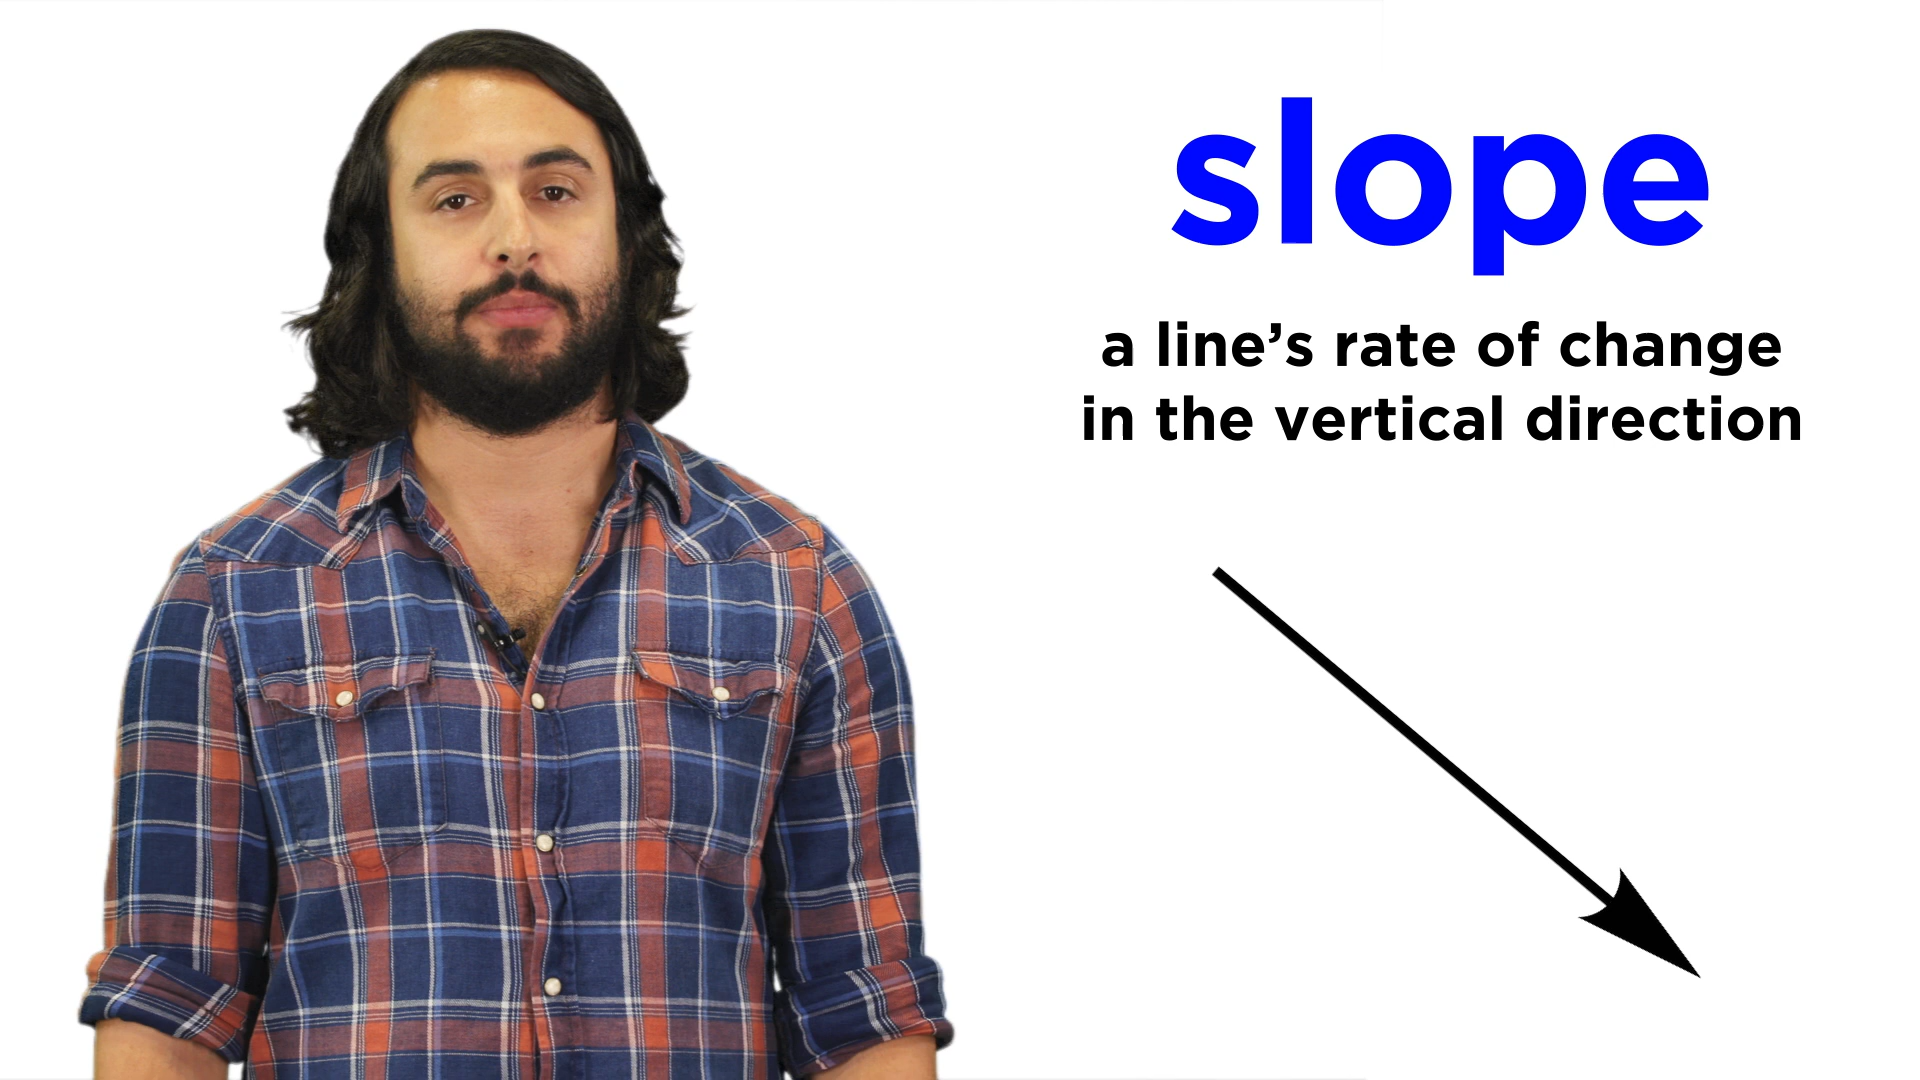 slope
a line’s rate of change
in the vertical direction